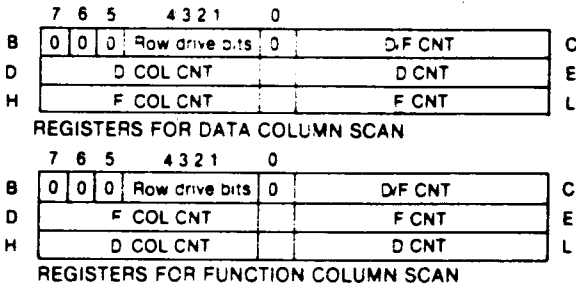 7 6 5 4 3 2 1 0
B 0 0 0 Row drive bits 0 D/F CNT C
D D COL CNT D CNT E
H F COL CNT F CNT L
REGISTERS FOR DATA COLUMN SCAN
7 6 5 4 3 2 1 0
B 0 0 0 Row drive bits 0 D/F CNT C
D F COL CNT F CNT E
H D COL CNT D CNT L
REGISTERS FOR FUNCTION COLUMN SCAN